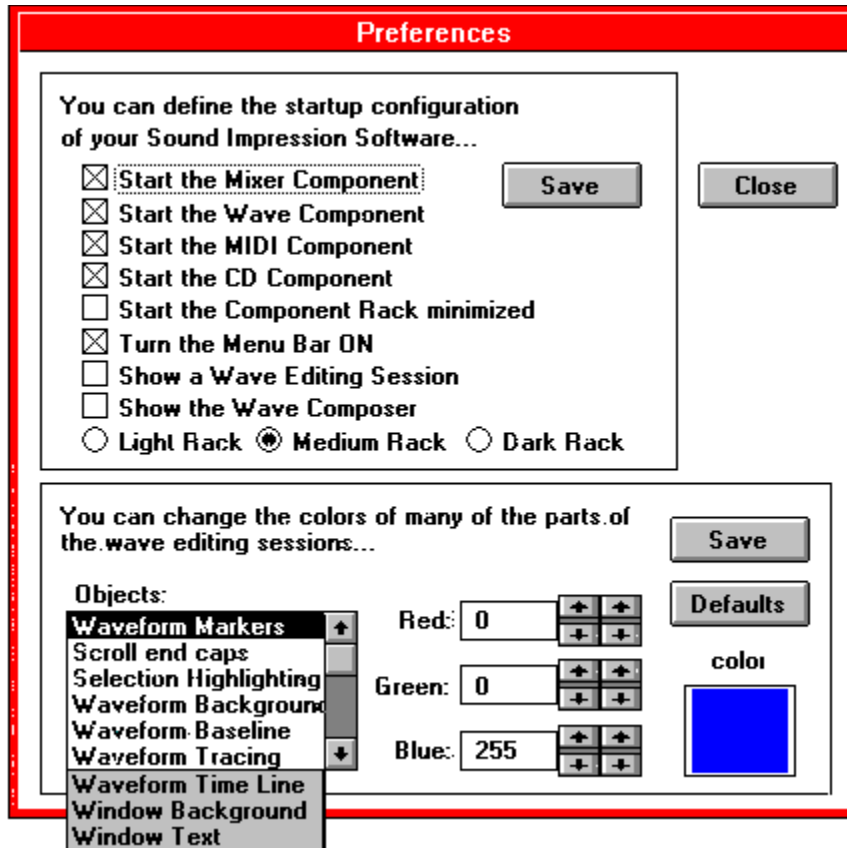 Preferences
You can define the startup configuration
of your Sound Impression Software...
Start the Mixer Component
Save
Close
Start the Wave Component
Start the MIDI Component
Start the CD Component
Start the Component Rack minimized
Turn the Menu Bar ON
Show a Wave Editing Session
Show the Wave Composer
Light Rack Medium Rack Dark Rack
You can change the colors of many of the parts of
the wave editing sessions...
Save
Objects:
Defaults
Waveform Markers
Red: 0
Scroll end caps
color
Selection Highlighting
Green: 0
Waveform Background
Waveform Baseline
Waveform Tracing
Blue: 255
Waveform Time Line
Window Background
Window Text